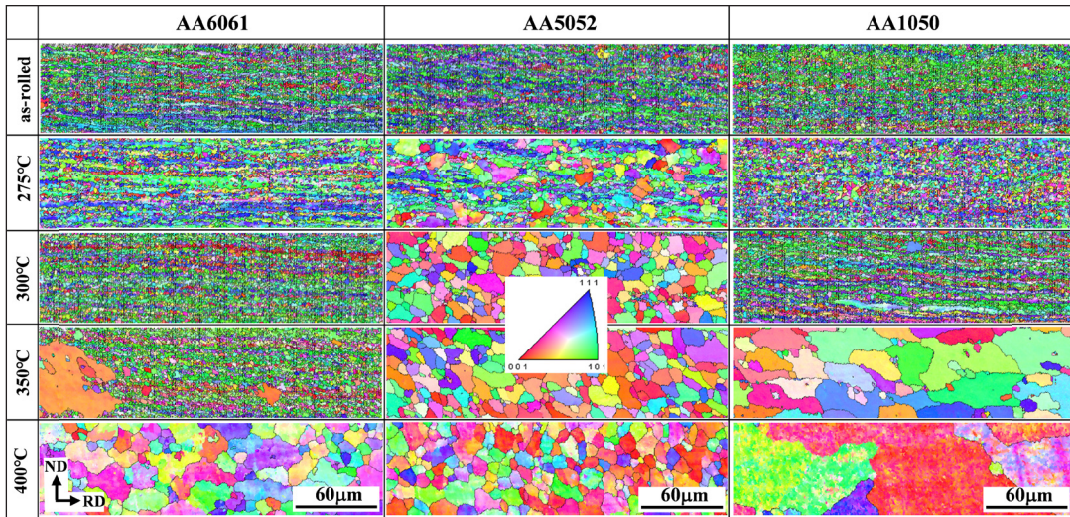 AA6061 AA5052 AA1050
as-rolled
275℃
300℃
1 1 1
0 0 1 1 0 1
350℃
400℃
ND
RD
60μm 60μm 60μm